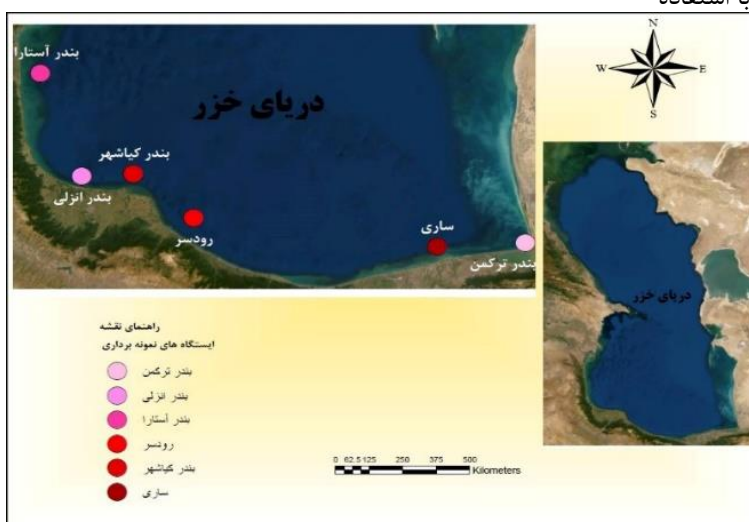 با استفاده
بندر آستارا
دریای خزر
بندر کیاشهر
بندر انزلی
رودسر
ساری
بندر ترکمن
N
W E
S
دریای خزر
راهنمای نقشه
ایستگاه های نمونه برداری
بندر ترکمن
بندر انزلی
بندر آستارا
رودسر
بندر کیاشهر
ساری
0 62.5 125 250 375 500
Kilometers